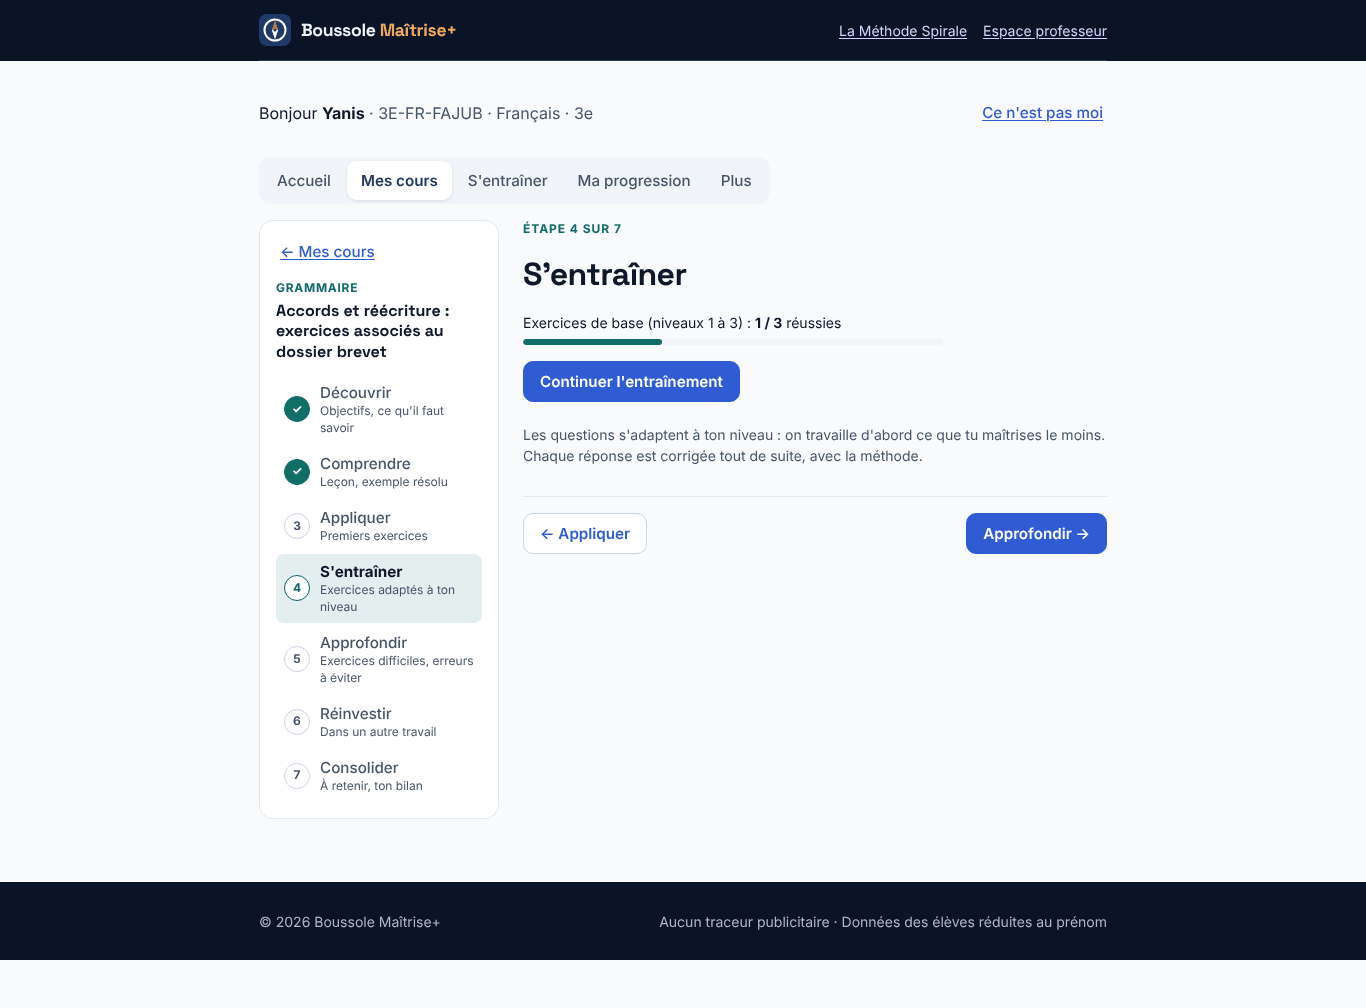 Boussole Maîtrise+
La Méthode Spirale
Espace professeur
Bonjour Yanis · 3E-FR-FAJUB · Français · 3e
Ce n'est pas moi
Accueil
Mes cours
S'entraîner
Ma progression
Plus
← Mes cours
GRAMMAIRE
Accords et réécriture :
exercices associés au
dossier brevet
Découvrir
Objectifs, ce qu'il faut
savoir
Comprendre
Leçon, exemple résolu
3
Appliquer
Premiers exercices
4
S'entraîner
Exercices adaptés à ton
niveau
5
Approfondir
Exercices difficiles, erreurs
à éviter
6
Réinvestir
Dans un autre travail
7
Consolider
À retenir, ton bilan
ÉTAPE 4 SUR 7
S’entraîner
Exercices de base (niveaux 1 à 3) : 1 / 3 réussies
Continuer l'entraînement
Les questions s'adaptent à ton niveau : on travaille d'abord ce que tu maîtrises le moins.
Chaque réponse est corrigée tout de suite, avec la méthode.
← Appliquer
Approfondir →
© 2026 Boussole Maîtrise+
Aucun traceur publicitaire · Données des élèves réduites au prénom